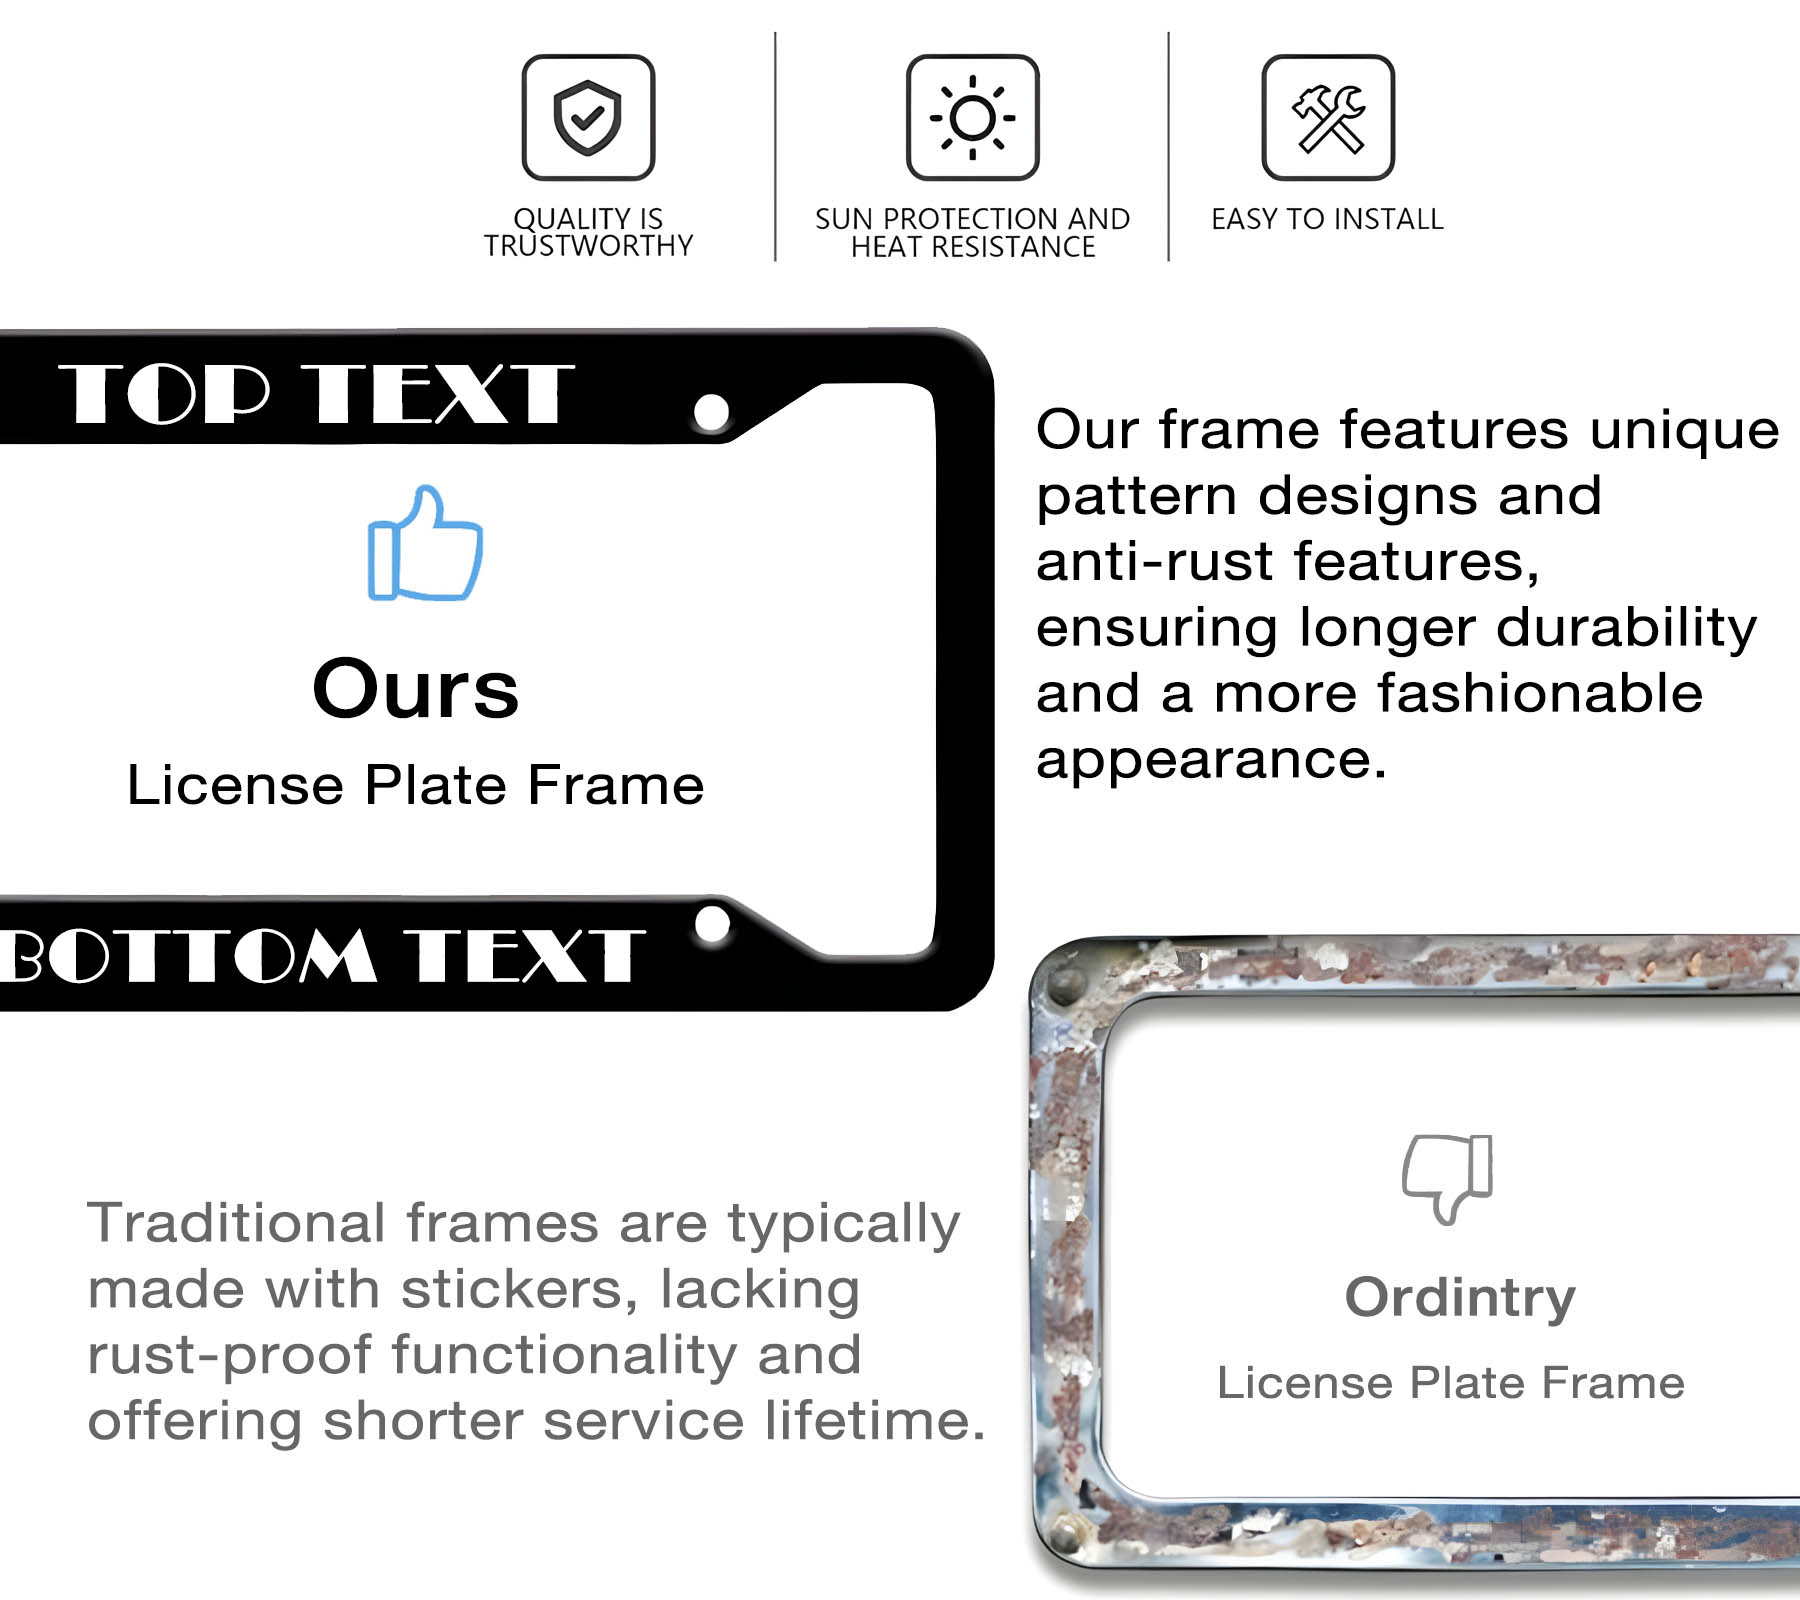 QUALITY IS
TRUSTWORTHY
SUN PROTECTION AND
HEAT RESISTANCE
EASY TO INSTALL
TOP TEXT
Ours
License Plate Frame
BOTTOM TEXT
Our frame features unique
pattern designs and
anti-rust features,
ensuring longer durability
and a more fashionable
appearance.
Traditional frames are typically
made with stickers, lacking
rust-proof functionality and
offering shorter service lifetime.
Ordintry
License Plate Frame